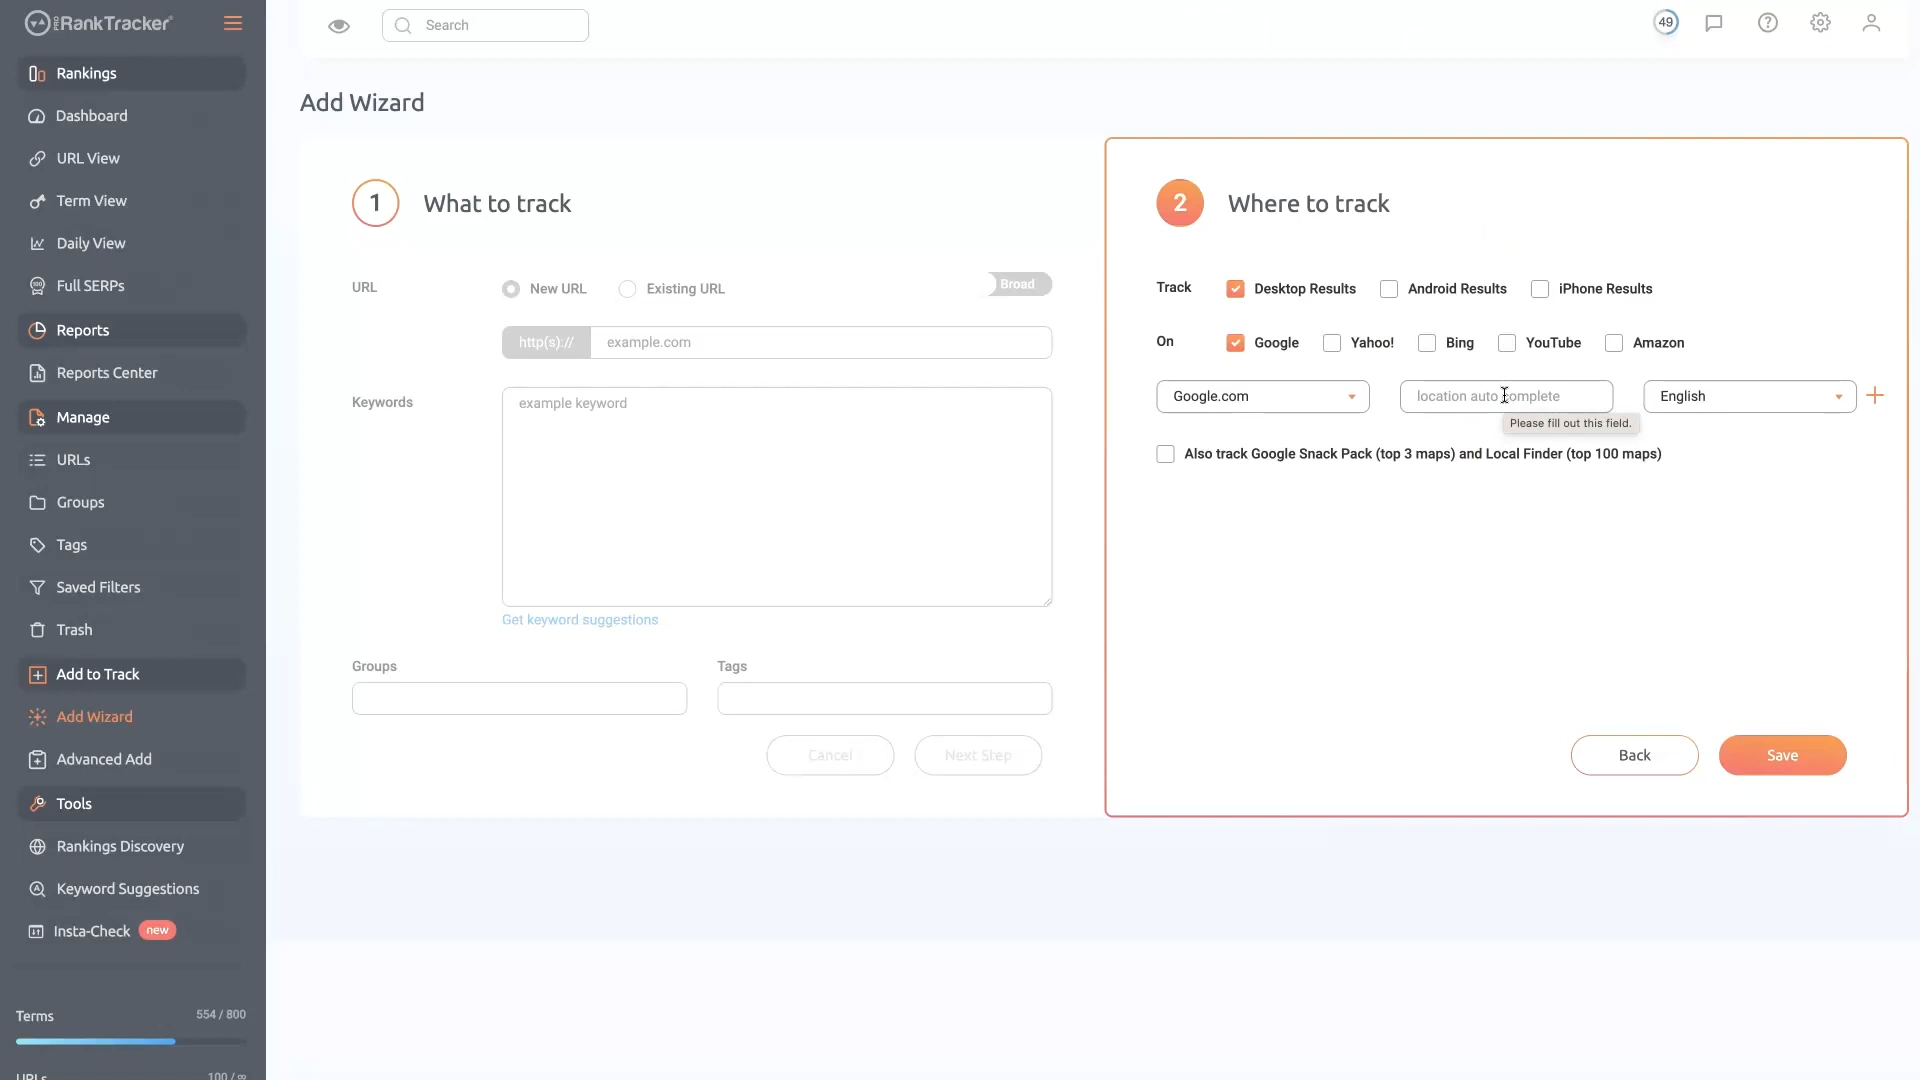 PRO RankTracker
Search
49
Rankings
Dashboard
URL View
Term View
Daily View
Full SERPs
Reports
Reports Center
Manage
URLs
Groups
Tags
Saved Filters
Trash
Add to Track
Add Wizard
Advanced Add
Tools
Rankings Discovery
Keyword Suggestions
Insta-Check new
Terms 554 / 800
URLs 100 / ∞
Add Wizard
1 What to track
URL New URL Existing URL Broad
http(s):// example.com
Keywords example keyword
Get keyword suggestions
Groups Tags
Cancel Next Step
2 Where to track
Track Desktop Results Android Results iPhone Results
On Google Yahoo! Bing YouTube Amazon
Google.com location auto complete English
Please fill out this field.
Also track Google Snack Pack (top 3 maps) and Local Finder (top 100 maps)
Back Save